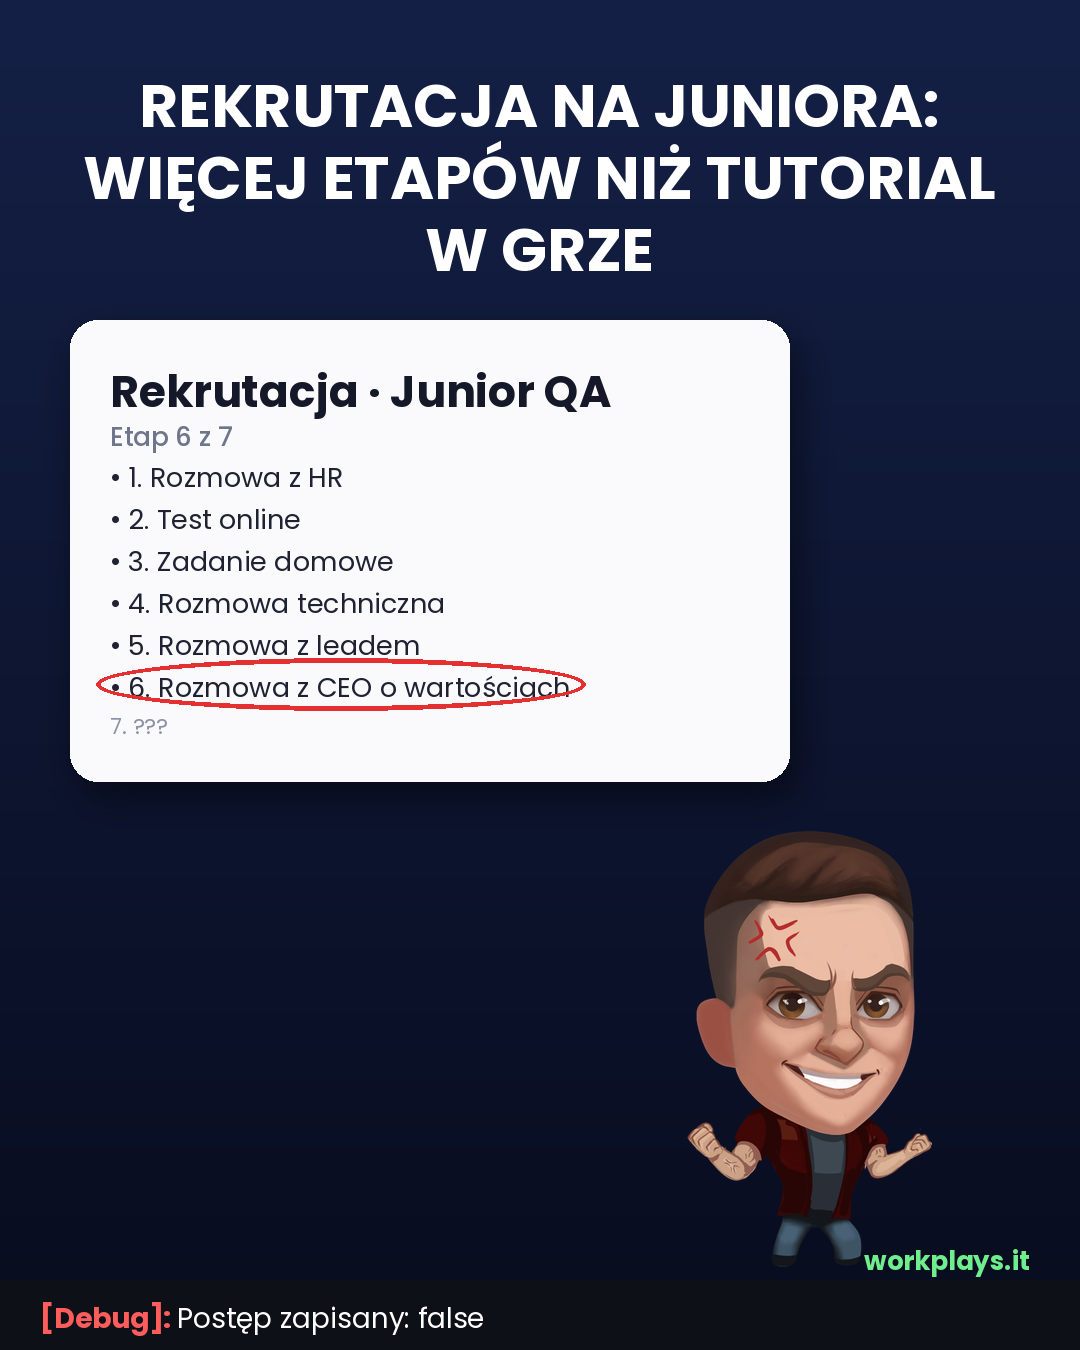 REKRUTACJA NA JUNIORA:
WIĘCEJ ETAPÓW NIŻ TUTORIAL
W GRZE
Rekrutacja · Junior QA
Etap 6 z 7
• 1. Rozmowa z HR
• 2. Test online
• 3. Zadanie domowe
• 4. Rozmowa techniczna
• 5. Rozmowa z leadem
• 6. Rozmowa z CEO o wartościach
7. ???
workplays.it
[Debug]: Postęp zapisany: false